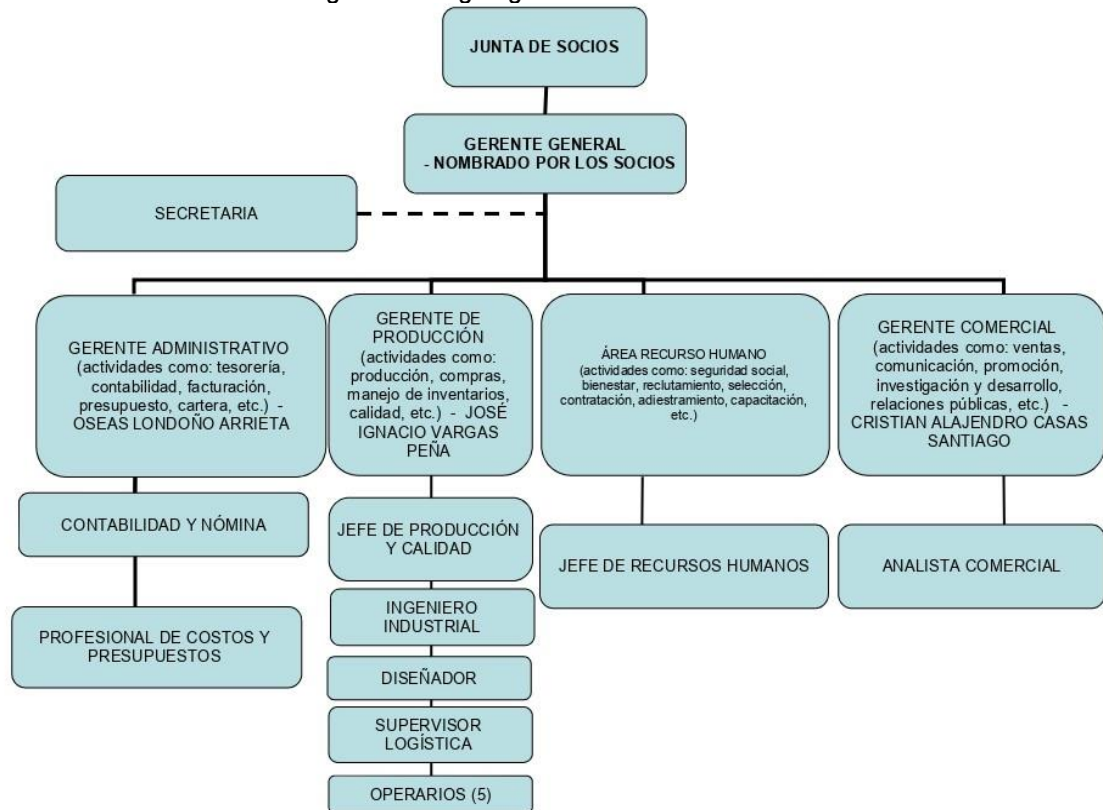 JUNTA DE SOCIOS
GERENTE GENERAL
- NOMBRADO POR LOS SOCIOS
SECRETARIA
GERENTE ADMINISTRATIVO
(actividades como: tesorería,
contabilidad, facturación,
presupuesto, cartera, etc.) -
OSEAS LONDOÑO ARRIETA
GERENTE DE
PRODUCCIÓN
(actividades como:
producción, compras,
manejo de inventarios,
calidad, etc.) - JOSÉ
IGNACIO VARGAS
PEÑA
ÁREA RECURSO HUMANO
(actividades como: seguridad social,
bienestar, reclutamiento, selección,
contratación, adiestramiento, capacitación,
etc.)
GERENTE COMERCIAL
(actividades como: ventas,
comunicación, promoción,
investigación y desarrollo,
relaciones públicas, etc.) -
CRISTIAN ALAJENDRO CASAS
SANTIAGO
CONTABILIDAD Y NÓMINA
JEFE DE PRODUCCIÓN
Y CALIDAD
JEFE DE RECURSOS HUMANOS
ANALISTA COMERCIAL
PROFESIONAL DE COSTOS Y
PRESUPUESTOS
INGENIERO
INDUSTRIAL
DISEÑADOR
SUPERVISOR
LOGÍSTICA
OPERARIOS (5)